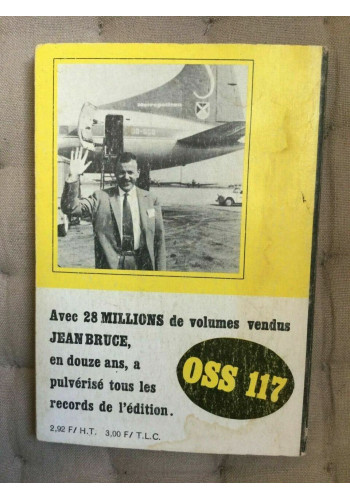 Avec 28 MILLIONS de volumes vendus
JEAN BRUCE,
en douze ans, a
pulvérisé tous les
records de l'édition.
OSS 117
2,92 F/ H.T. 3,00 F/ T.L.C.